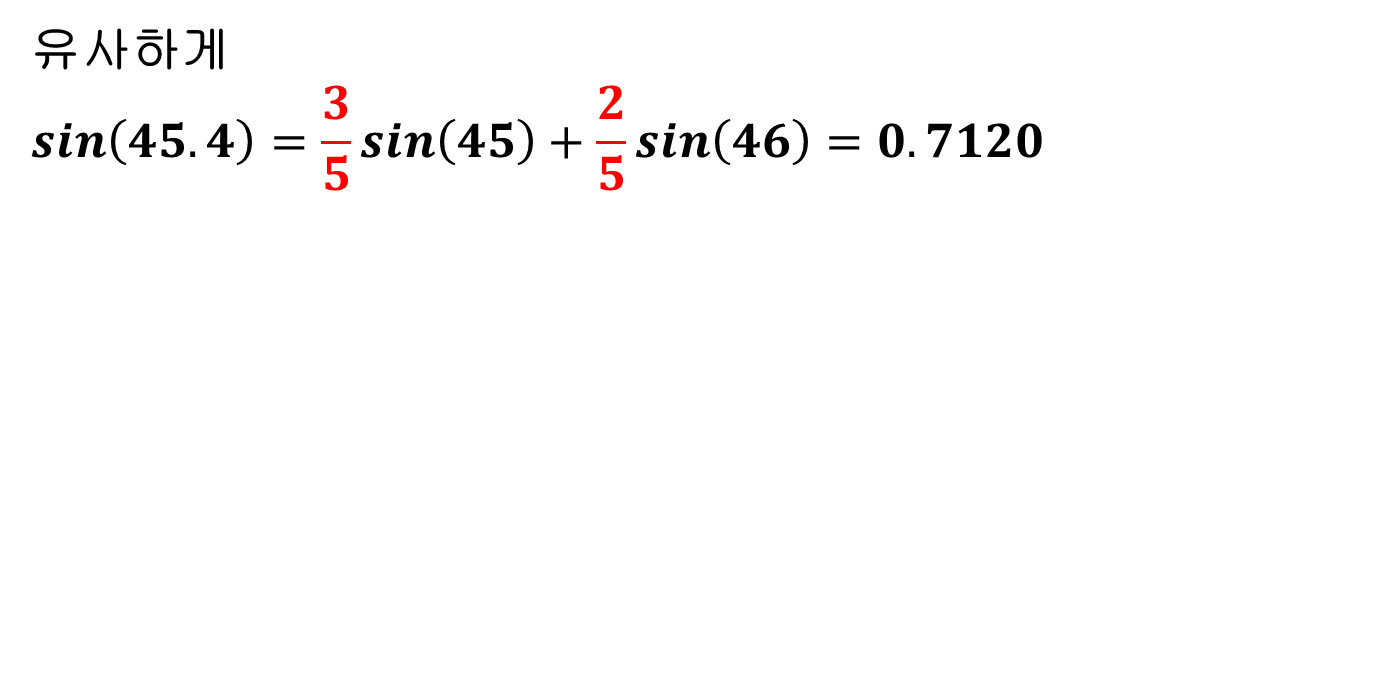 유사하게
sin(45.4) = 3/5 sin(45) + 2/5 sin(46) = 0.7120